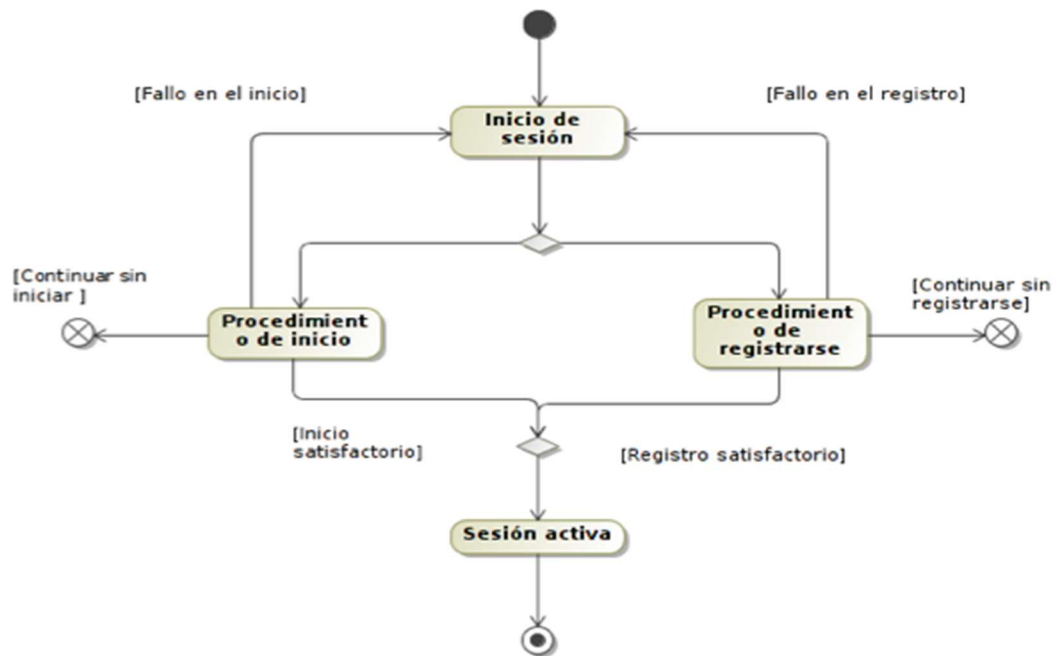 [Fallo en el inicio]
[Fallo en el registro]
Inicio de
sesión
[Continuar sin
iniciar ]
[Continuar sin
registrarse]
Procedimient
o de inicio
Procedimient
o de
registrarse
[Inicio
satisfactorio]
[Registro satisfactorio]
Sesión activa